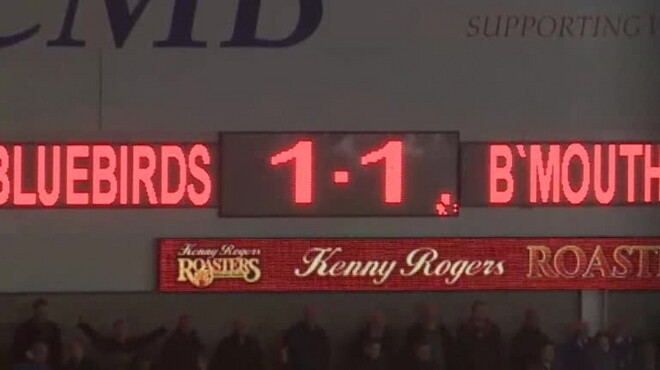 CMB
SUPPORTING
BLUEBIRDS 1-1 B`MOUTH
Kenny Rogers ROASTERS Kenny Rogers ROAST